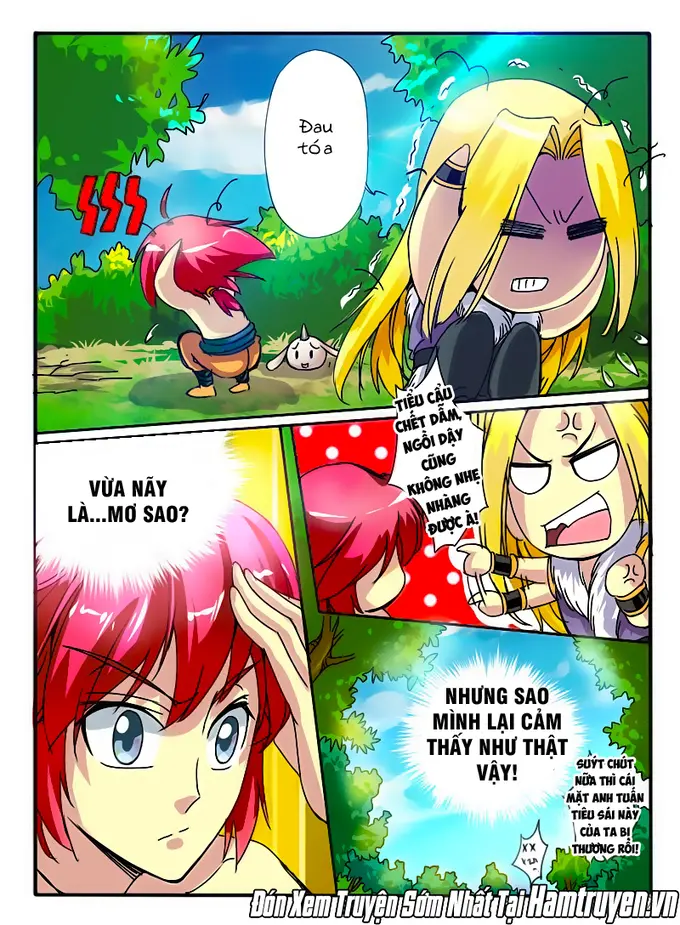 Đau
tóa
TIỂU CẨU
CHẾT DẪM,
NGỒI DẬY
CŨNG
KHÔNG NHẸ
NHÀNG
ĐƯỢC À!
VỪA NÃY
LÀ...MƠ SAO?
NHƯNG SAO
MÌNH LẠI CẢM
THẤY NHƯ THẬT
VẬY!
SUÝT CHÚT
NỮA THÌ CÁI
MẶT ANH TUẤN
TIÊU SÁI NÀY
CỦA TA BỊ
THƯƠNG RỒI!
Đón Xem Truyện Sớm Nhất Tại Hamtruyen.vn